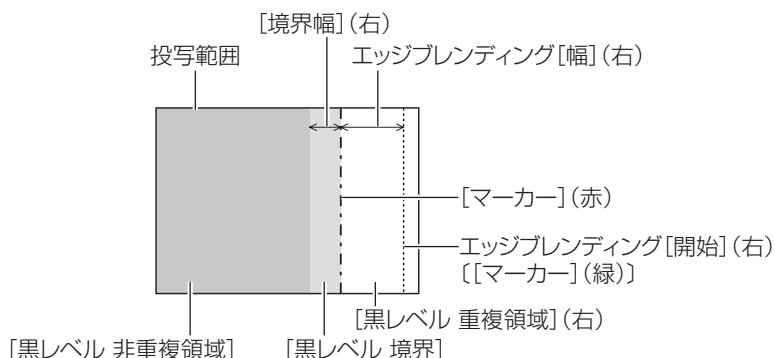 [境界幅](右)
投写範囲
エッジブレンディング[幅](右)
[マーカー](赤)
エッジブレンディング[開始](右)
〔[マーカー](緑)〕
[黒レベル 重複領域](右)
[黒レベル 非重複領域]
[黒レベル 境界]